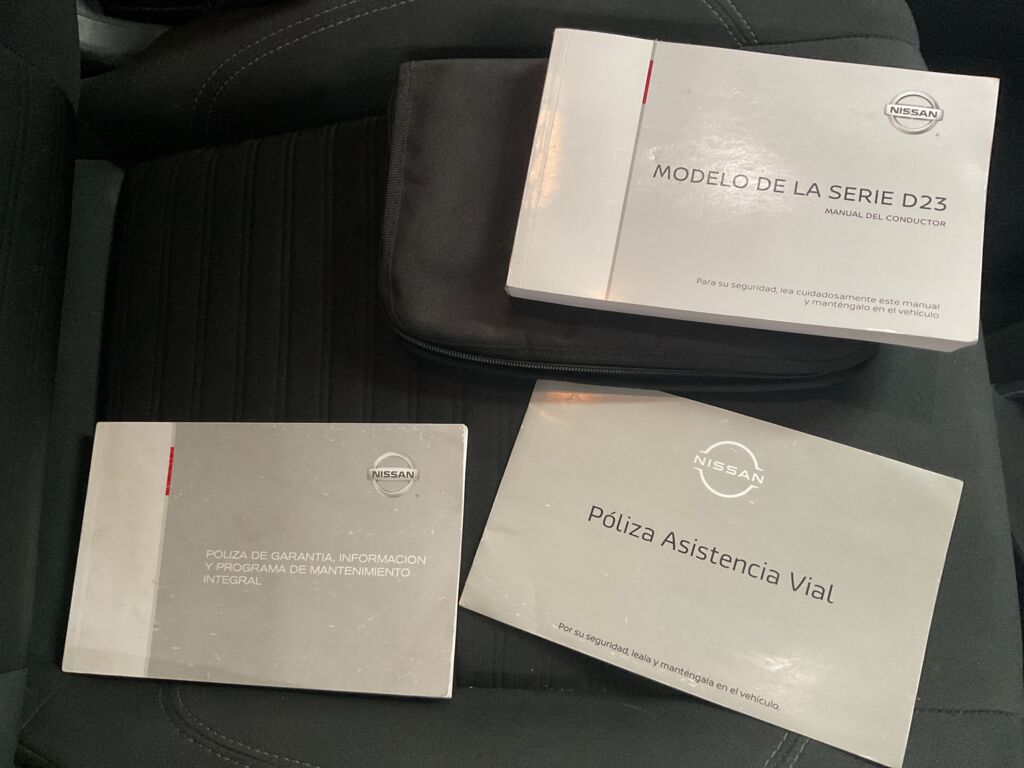 NISSAN
MODELO DE LA SERIE D23
MANUAL DEL CONDUCTOR
Para su seguridad, lea cuidadosamente este manual
y manténgalo en el vehículo
NISSAN
POLIZA DE GARANTIA, INFORMACION
Y PROGRAMA DE MANTENIMIENTO
INTEGRAL
NISSAN
Póliza Asistencia Vial
Por su seguridad, leala y manténgala en el vehículo.